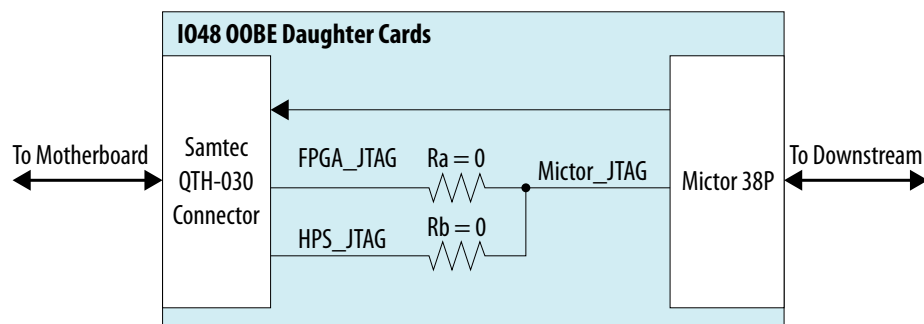 IO48 OOBE Daughter Cards
To Motherboard
Samtec
QTH-030
Connector
FPGA_JTAG
Ra = 0
Mictor_JTAG
HPS_JTAG
Rb = 0
Mictor 38P
To Downstream